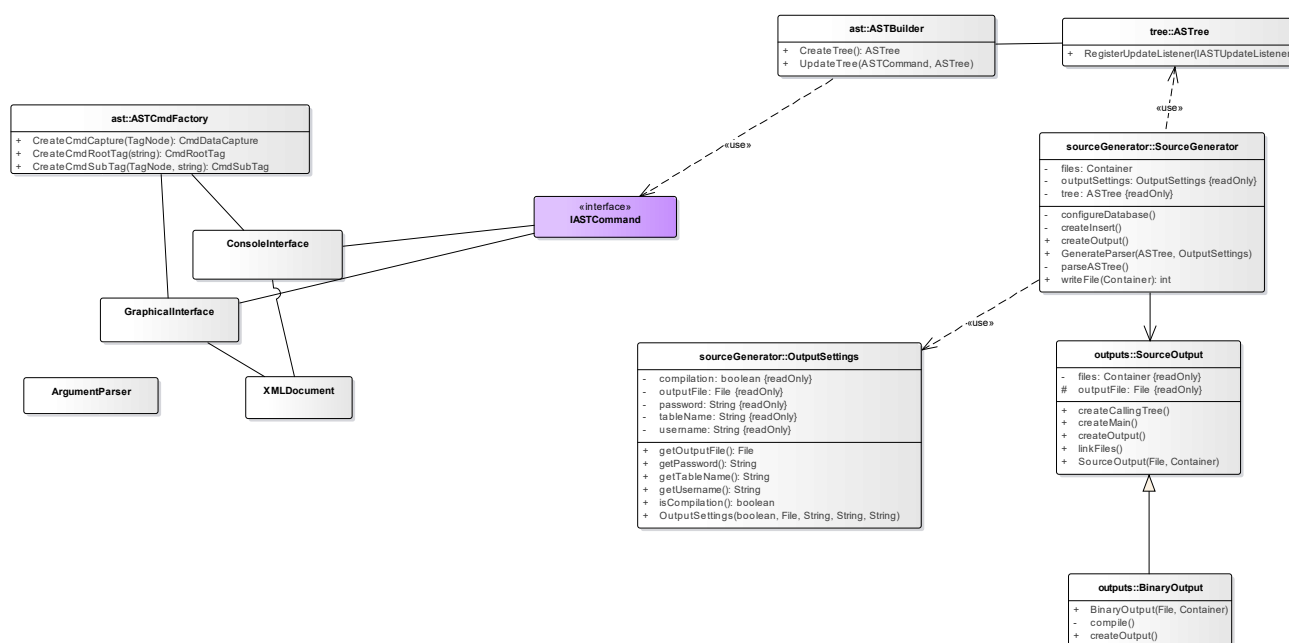 ast::ASTBuilder
+ CreateTree(): ASTree
+ UpdateTree(ASTCommand, ASTree)
tree::ASTree
+ RegisterUpdateListener(IASTUpdateListener
«use»
«use»
ast::ASTCmdFactory
+ CreateCmdCapture(TagNode): CmdDataCapture
+ CreateCmdRootTag(string): CmdRootTag
+ CreateCmdSubTag(TagNode, string): CmdSubTag
sourceGenerator::SourceGenerator
- files: Container
- outputSettings: OutputSettings {readOnly}
- tree: ASTree {readOnly}
- configureDatabase()
- createInsert()
+ createOutput()
+ GenerateParser(ASTree, OutputSettings)
- parseASTree()
+ writeFile(Container): int
«interface»
IASTCommand
ConsoleInterface
GraphicalInterface
«use»
ArgumentParser
XMLDocument
sourceGenerator::OutputSettings
- compilation: boolean {readOnly}
- outputFile: File {readOnly}
- password: String {readOnly}
- tableName: String {readOnly}
- username: String {readOnly}
+ getOutputFile(): File
+ getPassword(): String
+ getTableName(): String
+ getUsername(): String
+ isCompilation(): boolean
+ OutputSettings(boolean, File, String, String, String)
outputs::SourceOutput
- files: Container {readOnly}
# outputFile: File {readOnly}
+ createCallingTree()
+ createMain()
+ createOutput()
+ linkFiles()
+ SourceOutput(File, Container)
outputs::BinaryOutput
+ BinaryOutput(File, Container)
- compile()
+ createOutput()